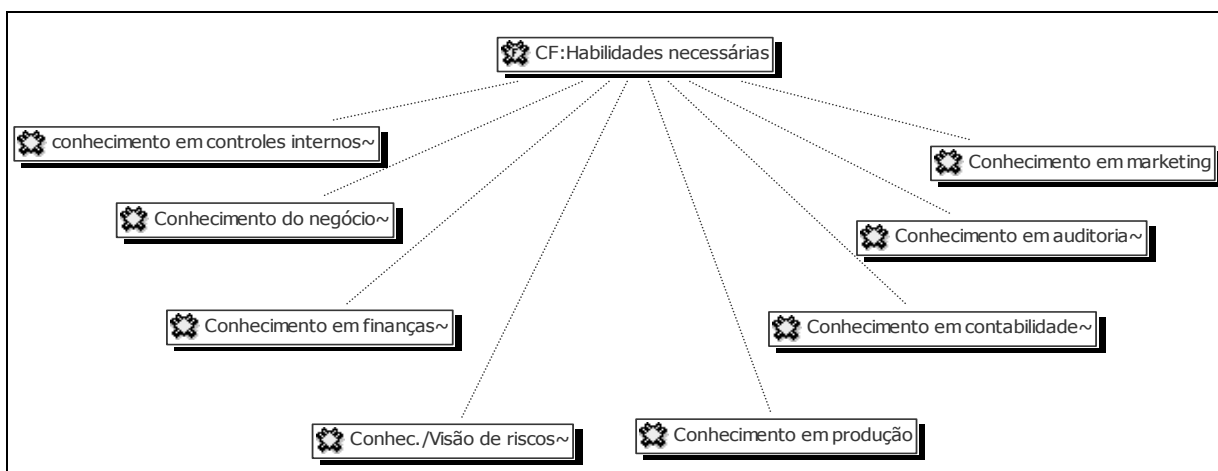 CF:Habilidades necessárias
conhecimento em controles internos~
Conhecimento em marketing
Conhecimento do negócio~
Conhecimento em auditoria~
Conhecimento em finanças~
Conhecimento em contabilidade~
Conhec./Visão de riscos~
Conhecimento em produção